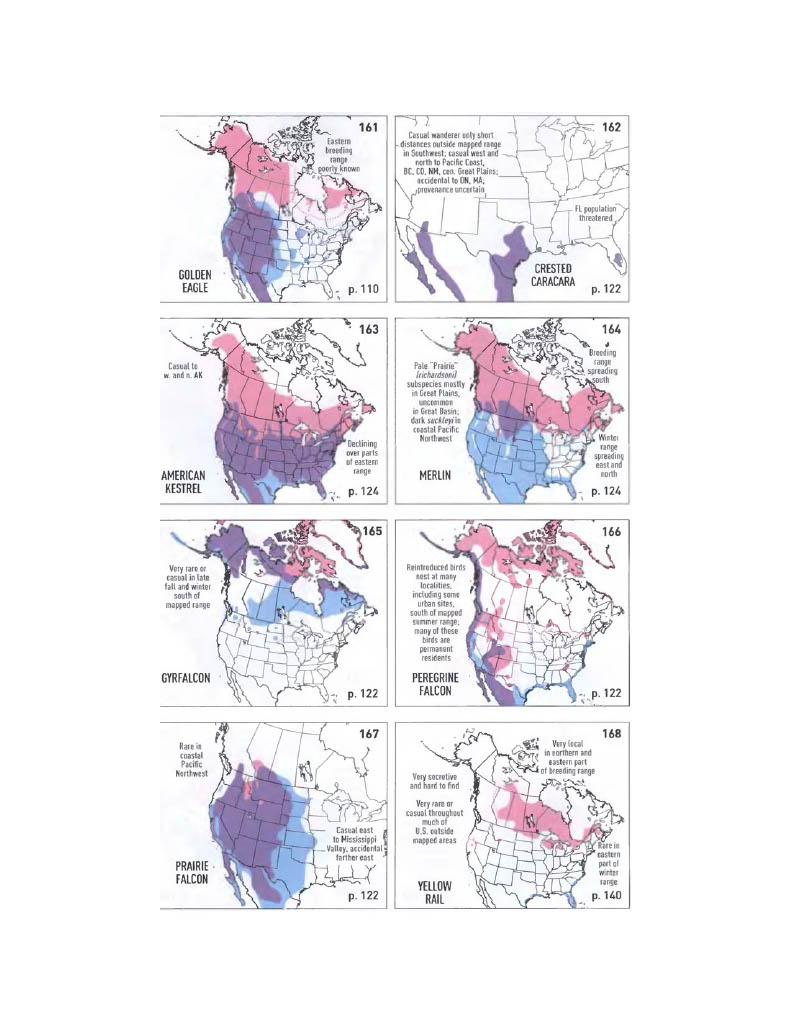 161
Eastern
breeding
range
poorly known
GOLDEN
EAGLE
p. 110
162
Casual wanderer only short
distances outside mapped range
in Southwest; casual west and
north to Pacific Coast,
BC, CO, NM, cen. Great Plains;
accidental to ON, MA;
provenance uncertain
FL population
threatened
CRESTED
CARACARA
p. 122
163
Casual to
w. and n. AK
Declining
over parts
of eastern
range
AMERICAN
KESTREL
p. 124
164
Breeding
range
spreading
south
Pale "Prairie"
(richardsoni)
subspecies mostly
in Great Plains,
uncommon
in Great Basin;
dark suckleyi in
coastal Pacific
Northwest
Winter
range
spreading
east and
north
MERLIN
p. 124
165
Very rare or
casual in late
fall and winter
south of
mapped range
GYRFALCON
p. 122
166
Reintroduced birds
nest at many
localities,
including some
urban sites,
south of mapped
summer range;
many of these
birds are
permanent
residents
PEREGRINE
FALCON
p. 122
167
Rare in
coastal
Pacific
Northwest
Casual east
to Mississippi
Valley, accidental
farther east
PRAIRIE
FALCON
p. 122
168
Very local
in northern and
eastern part
of breeding range
Very secretive
and hard to find
Very rare or
casual throughout
much of
U.S. outside
mapped areas
Rare in
eastern
part of
winter
range
YELLOW
RAIL
p. 140